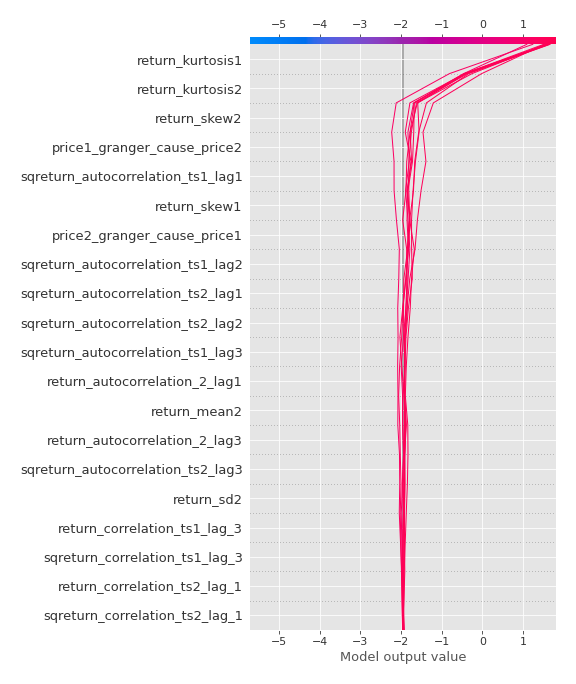 −5 −4 −3 −2 −1 0 1
return_kurtosis1
return_kurtosis2
return_skew2
price1_granger_cause_price2
sqreturn_autocorrelation_ts1_lag1
return_skew1
price2_granger_cause_price1
sqreturn_autocorrelation_ts1_lag2
sqreturn_autocorrelation_ts2_lag1
sqreturn_autocorrelation_ts2_lag2
sqreturn_autocorrelation_ts1_lag3
return_autocorrelation_2_lag1
return_mean2
return_autocorrelation_2_lag3
sqreturn_autocorrelation_ts2_lag3
return_sd2
return_correlation_ts1_lag_3
sqreturn_correlation_ts1_lag_3
return_correlation_ts2_lag_1
sqreturn_correlation_ts2_lag_1
−5 −4 −3 −2 −1 0 1
Model output value